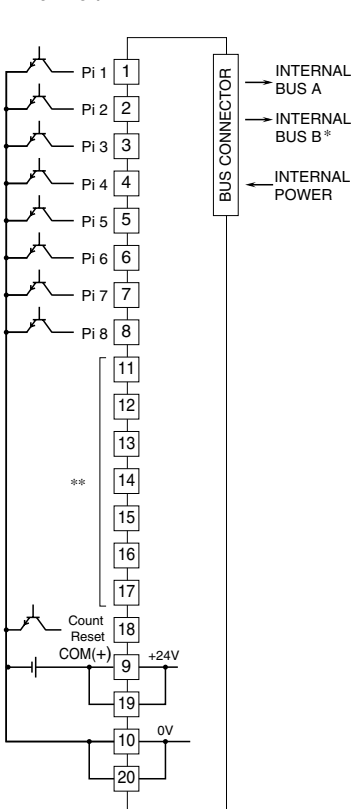 Pi 1 1
Pi 2 2
Pi 3 3
Pi 4 4
Pi 5 5
Pi 6 6
Pi 7 7
Pi 8 8
11
12
13
** 14
15
16
17
Count
Reset 18
COM(+) 9 +24V
19
10 0V
20
BUS CONNECTOR
INTERNAL
BUS A
INTERNAL
BUS B*
INTERNAL
POWER